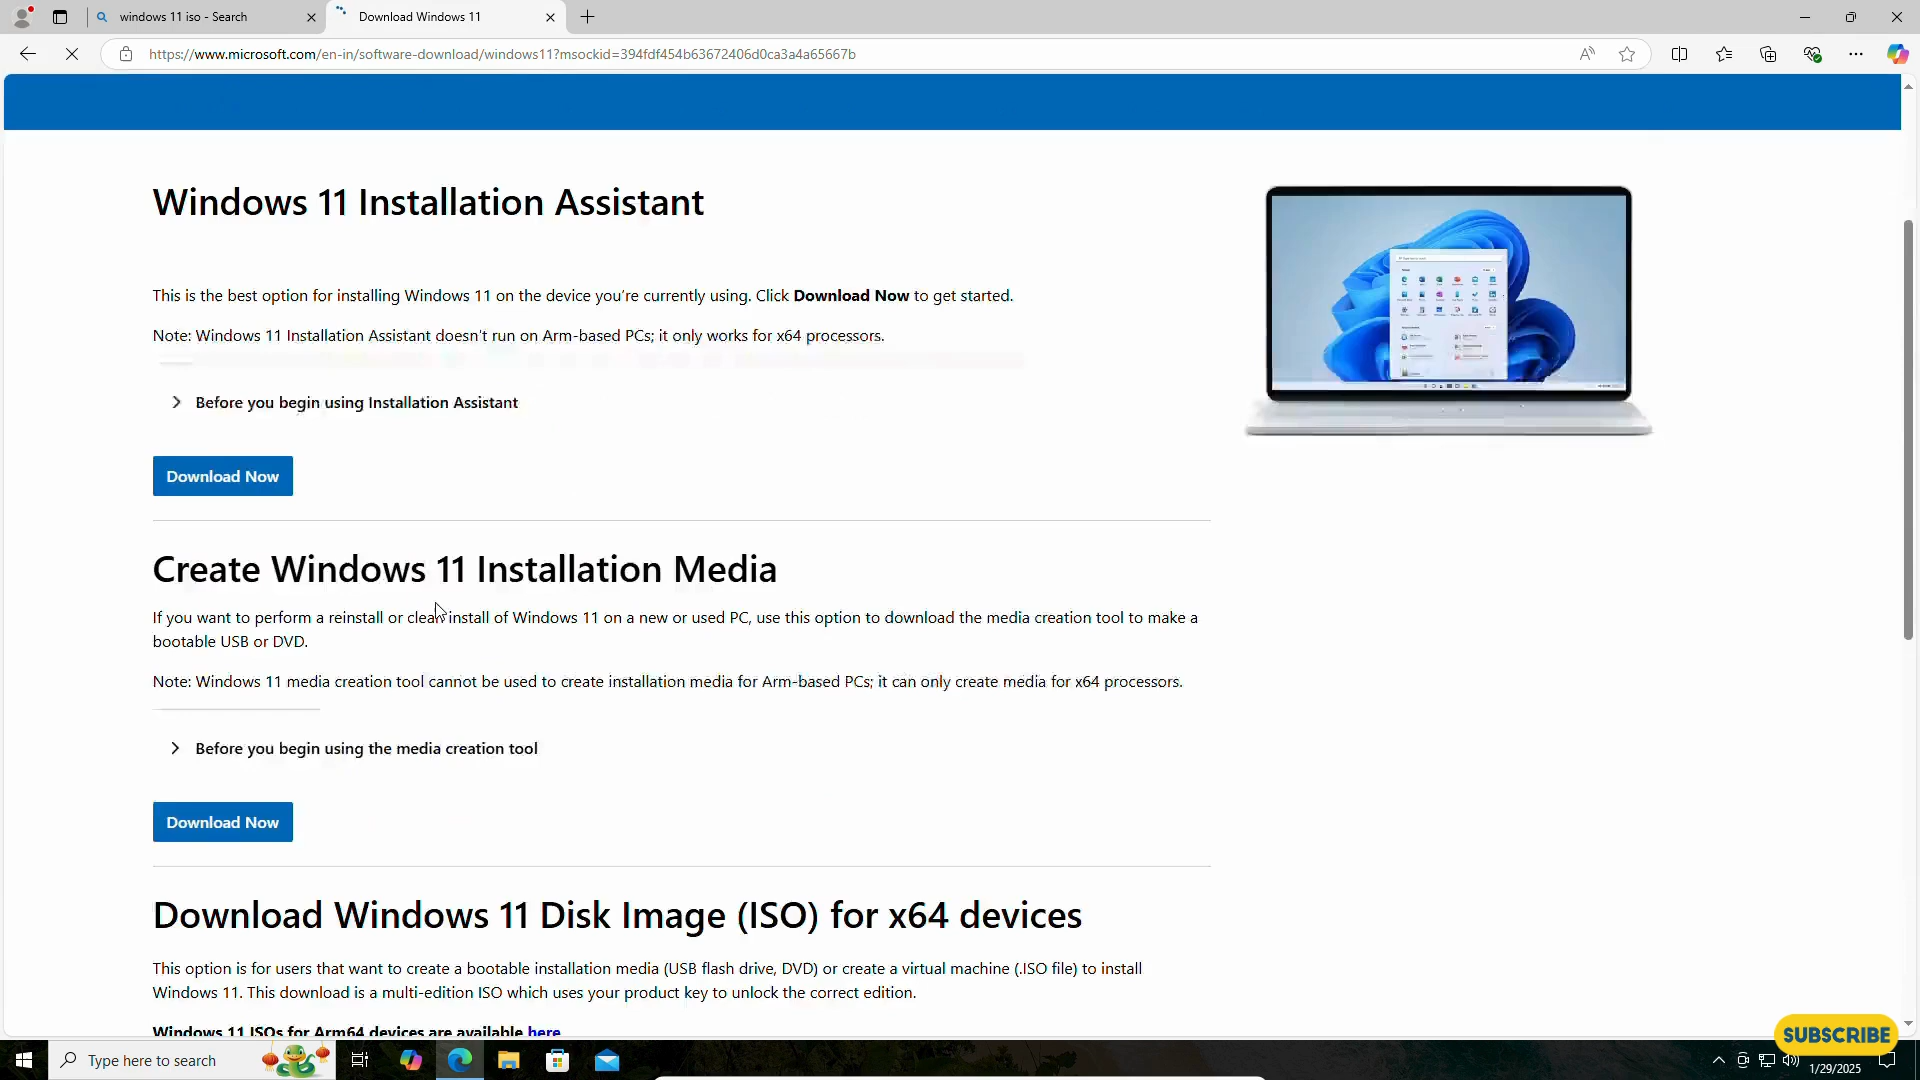 windows 11 iso - Search
Download Windows 11
https://www.microsoft.com/en-in/software-download/windows11?msockid=394fdf454b63672406d0ca3a4a65667b
Windows 11 Installation Assistant
This is the best option for installing Windows 11 on the device you're currently using. Click Download Now to get started.
Note: Windows 11 Installation Assistant doesn't run on Arm-based PCs; it only works for x64 processors.
Before you begin using Installation Assistant
Download Now
Create Windows 11 Installation Media
If you want to perform a reinstall or clean install of Windows 11 on a new or used PC, use this option to download the media creation tool to make a
bootable USB or DVD.
Note: Windows 11 media creation tool cannot be used to create installation media for Arm-based PCs; it can only create media for x64 processors.
Before you begin using the media creation tool
Download Now
Download Windows 11 Disk Image (ISO) for x64 devices
This option is for users that want to create a bootable installation media (USB flash drive, DVD) or create a virtual machine (.ISO file) to install
Windows 11. This download is a multi-edition ISO which uses your product key to unlock the correct edition.
Windows 11 ISOs for Arm64 devices are available here
SUBSCRIBE
Type here to search
1/29/2025